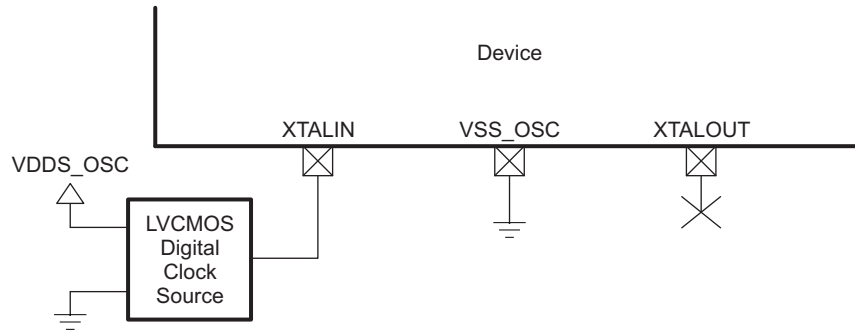 Device
XTALIN
VSS_OSC
XTALOUT
VDDS_OSC
LVCMOS
Digital
Clock
Source